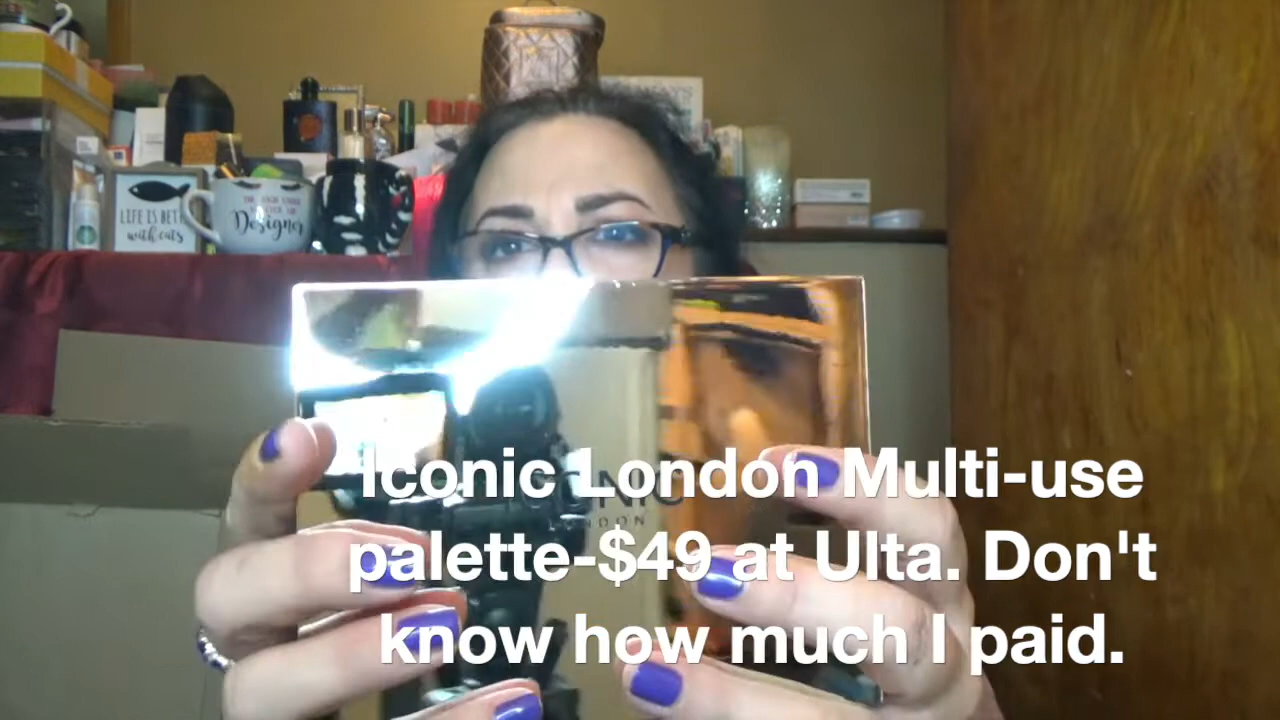 LIFE IS BET
with cats
Designer
ICONIC
LONDON
Iconic London Multi-use
palette-$49 at Ulta. Don't
know how much I paid.